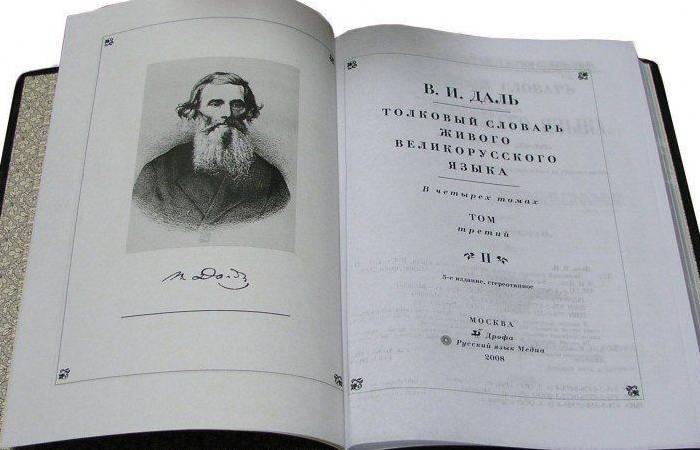 В. И. ДАЛЬ
ТОЛКОВЫЙ СЛОВАРЬ
ЖИВОГО
ВЕЛИКОРУССКОГО
ЯЗЫКА
В четырех томах
ТОМ
третий
П
5-е издание, стереотипное
МОСКВА
Дрофа
Русский язык Медиа
2008